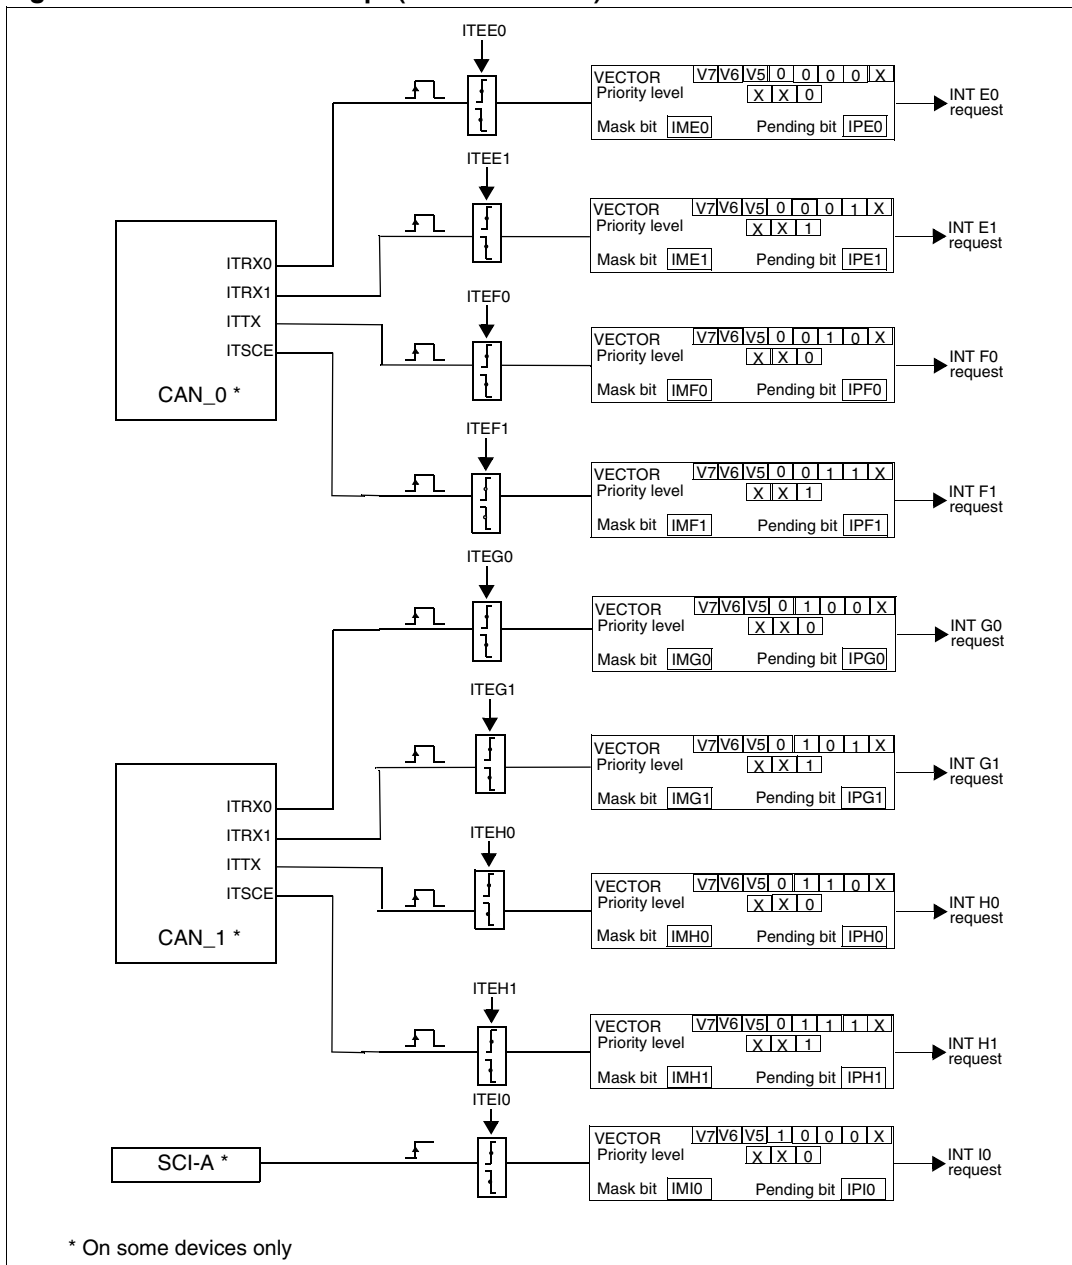 ITEE0
VECTOR V7 V6 V5 0 0 0 0 X
Priority level X X 0
Mask bit IME0 Pending bit IPE0
INT E0
request
ITEE1
VECTOR V7 V6 V5 0 0 0 1 X
Priority level X X 1
Mask bit IME1 Pending bit IPE1
INT E1
request
ITRX0
ITRX1
ITTX
ITSCE
CAN_0 *
ITEF0
VECTOR V7 V6 V5 0 0 1 0 X
Priority level X X 0
Mask bit IMF0 Pending bit IPF0
INT F0
request
ITEF1
VECTOR V7 V6 V5 0 0 1 1 X
Priority level X X 1
Mask bit IMF1 Pending bit IPF1
INT F1
request
ITEG0
VECTOR V7 V6 V5 0 1 0 0 X
Priority level X X 0
Mask bit IMG0 Pending bit IPG0
INT G0
request
ITEG1
VECTOR V7 V6 V5 0 1 0 1 X
Priority level X X 1
Mask bit IMG1 Pending bit IPG1
INT G1
request
ITRX0
ITRX1
ITTX
ITSCE
CAN_1 *
ITEH0
VECTOR V7 V6 V5 0 1 1 0 X
Priority level X X 0
Mask bit IMH0 Pending bit IPH0
INT H0
request
ITEH1
VECTOR V7 V6 V5 0 1 1 1 X
Priority level X X 1
Mask bit IMH1 Pending bit IPH1
INT H1
request
ITEI0
SCI-A *
VECTOR V7 V6 V5 1 0 0 0 X
Priority level X X 0
Mask bit IMI0 Pending bit IPI0
INT I0
request
* On some devices only